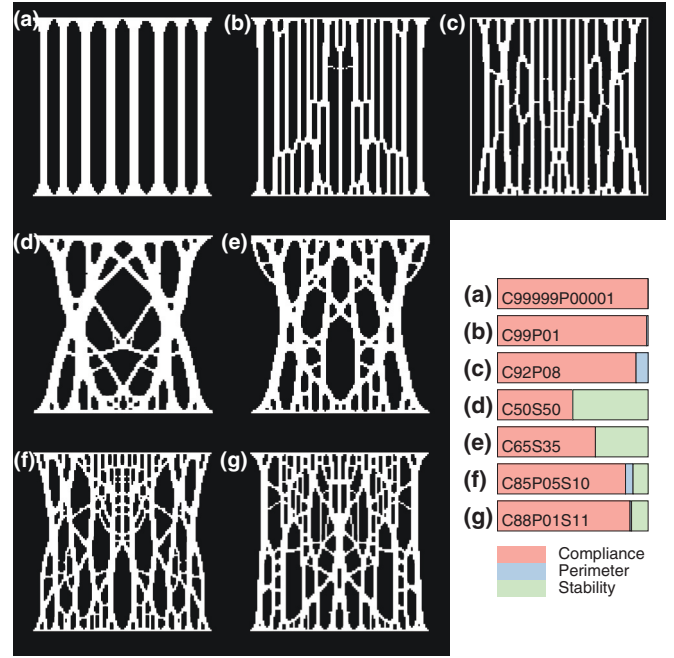 (a)
(b)
(c)
(d)
(e)
(f)
(g)
(a) C99999P00001
(b) C99P01
(c) C92P08
(d) C50S50
(e) C65S35
(f) C85P05S10
(g) C88P01S11
Compliance
Perimeter
Stability